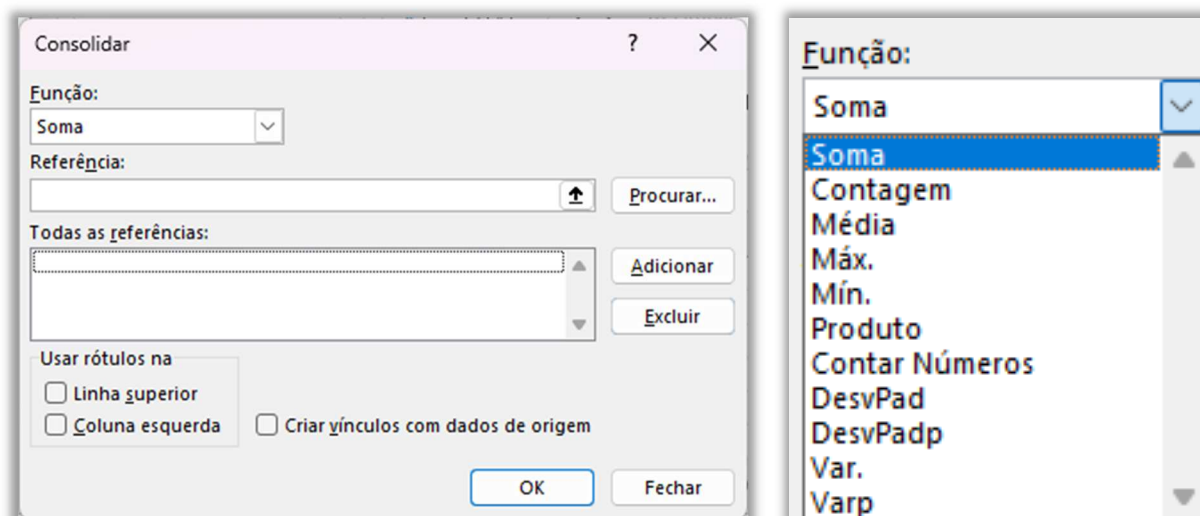 Consolidar ?
Função:
Soma
Referência:
Procurar...
Todas as referências:
Adicionar
Excluir
Usar rótulos na
Linha superior
Coluna esquerda
Criar vínculos com dados de origem
OK
Fechar
Função:
Soma
Soma
Contagem
Média
Máx.
Mín.
Produto
Contar Números
DesvPad
DesvPadp
Var.
Varp